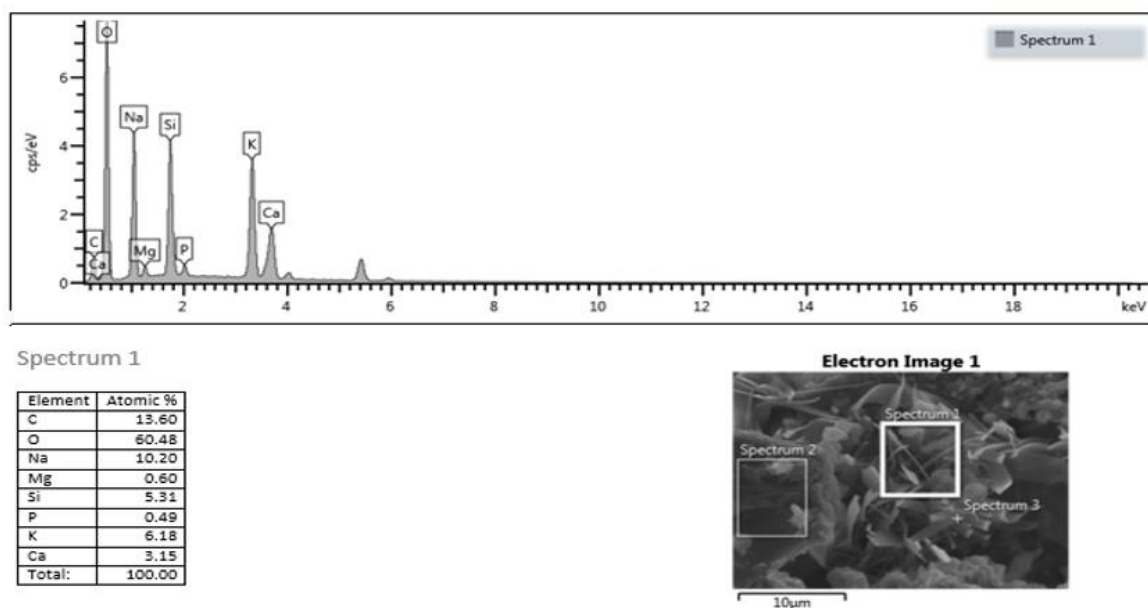 Spectrum 1
O
6
Na
Si
K
4
cps/eV
2
Ca
C
Mg
P
Ca
0
2
4
6
8
10
12
14
16
18
keV
Spectrum 1
Element Atomic %
C 13.60
O 60.48
Na 10.20
Mg 0.60
Si 5.31
P 0.49
K 6.18
Ca 3.15
Total: 100.00
Electron Image 1
Spectrum 1
Spectrum 2
Spectrum 3
10μm